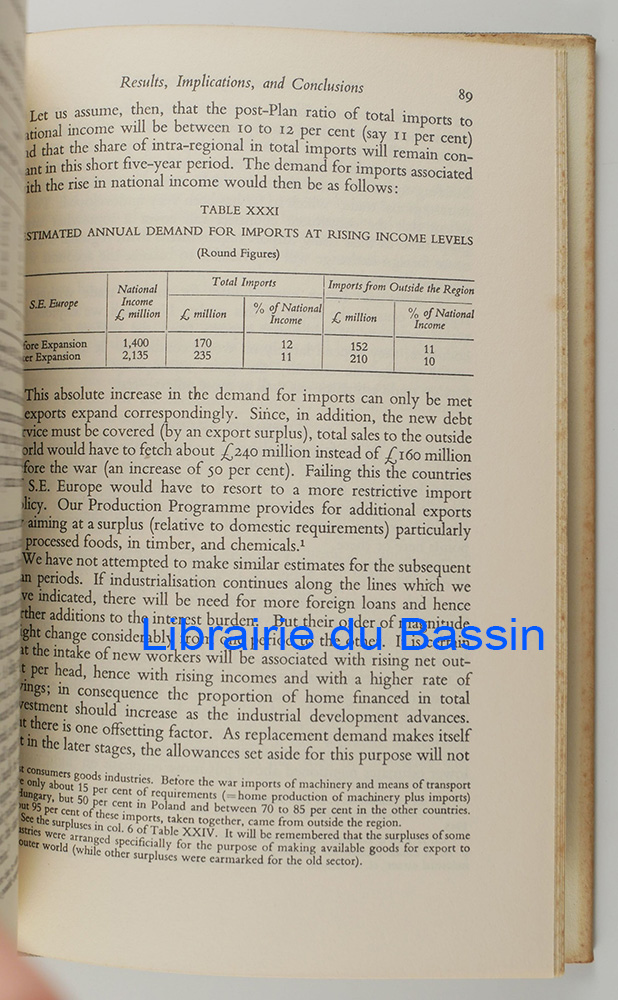 Results, Implications, and Conclusions 89
Let us assume, then, that the post-Plan ratio of total imports to
ational income will be between 10 to 12 per cent (say 11 per cent)
nd that the share of intra-regional in total imports will remain con-
ant in this short five-year period. The demand for imports associated
ith the rise in national income would then be as follows:
TABLE XXXI
STIMATED ANNUAL DEMAND FOR IMPORTS AT RISING INCOME LEVELS
(Round Figures)
S.E. Europe
National Income £ million
Total Imports
Imports from Outside the Region
£ million
% of National Income
£ million
% of National Income
fore Expansion 1,400 170 12 152 11
er Expansion 2,135 235 11 210 10
This absolute increase in the demand for imports can only be met
exports expand correspondingly. Since, in addition, the new debt
rvice must be covered (by an export surplus), total sales to the outside
orld would have to fetch about £240 million instead of £160 million
fore the war (an increase of 50 per cent). Failing this the countries
S.E. Europe would have to resort to a more restrictive import
licy. Our Production Programme provides for additional exports
aiming at a surplus (relative to domestic requirements) particularly
processed foods, in timber, and chemicals.¹
We have not attempted to make similar estimates for the subsequent
an periods. If industrialisation continues along the lines which we
ve indicated, there will be need for more foreign loans and hence
rther additions to the interest burden. But their order of magnitude
ight change considerably from one period to the other. It is certain
at the intake of new workers will be associated with rising net out-
t per head, hence with rising incomes and with a higher rate of
vings; in consequence the proportion of home financed in total
vestment should increase as the industrial development advances.
t there is one offsetting factor. As replacement demand makes itself
t in the later stages, the allowances set aside for this purpose will not
t consumers goods industries. Before the war imports of machinery and means of transport
e only about 15 per cent of requirements (=home production of machinery plus imports)
Hungary, but 50 per cent in Poland and between 70 to 85 per cent in the other countries.
ut 95 per cent of these imports, taken together, came from outside the region.
See the surpluses in col. 6 of Table XXIV. It will be remembered that the surpluses of some
ustries were arranged specificially for the purpose of making available goods for export to
outer world (while other surpluses were earmarked for the old sector).
Librairie du Bassin